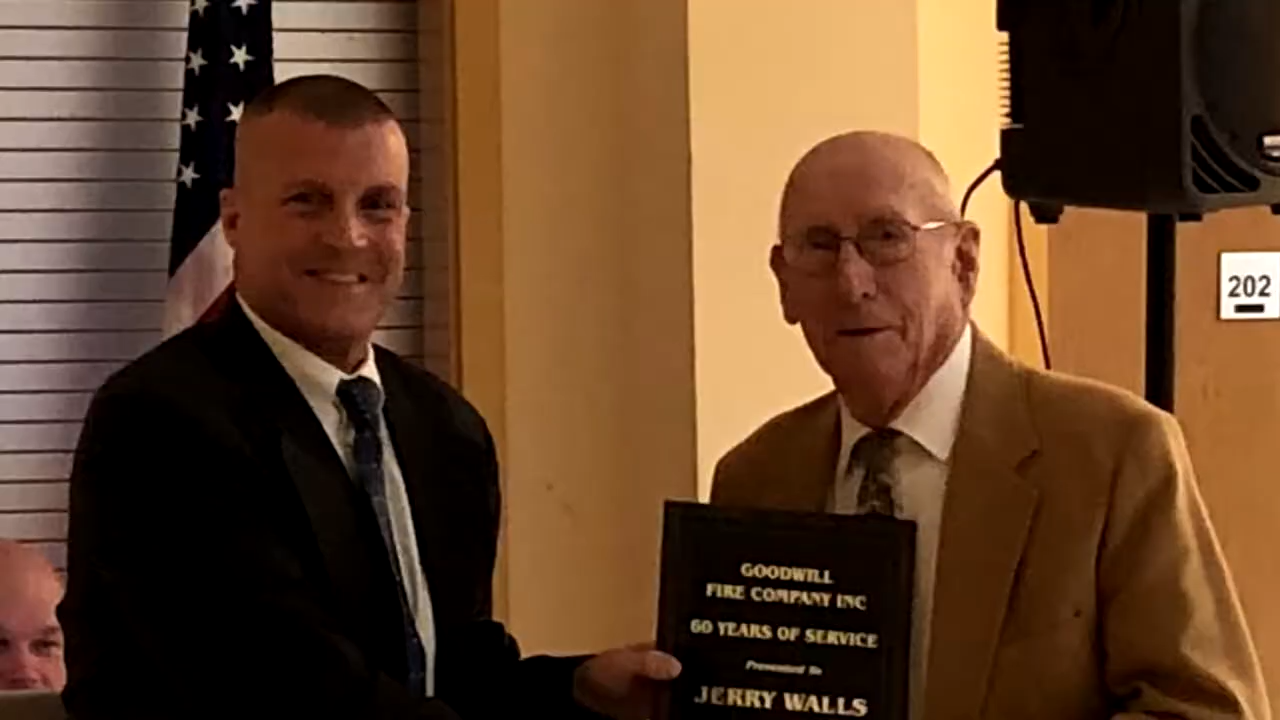 202
GOODWILL
FIRE COMPANY INC
60 YEARS OF SERVICE
Presented To
JERRY WALLS